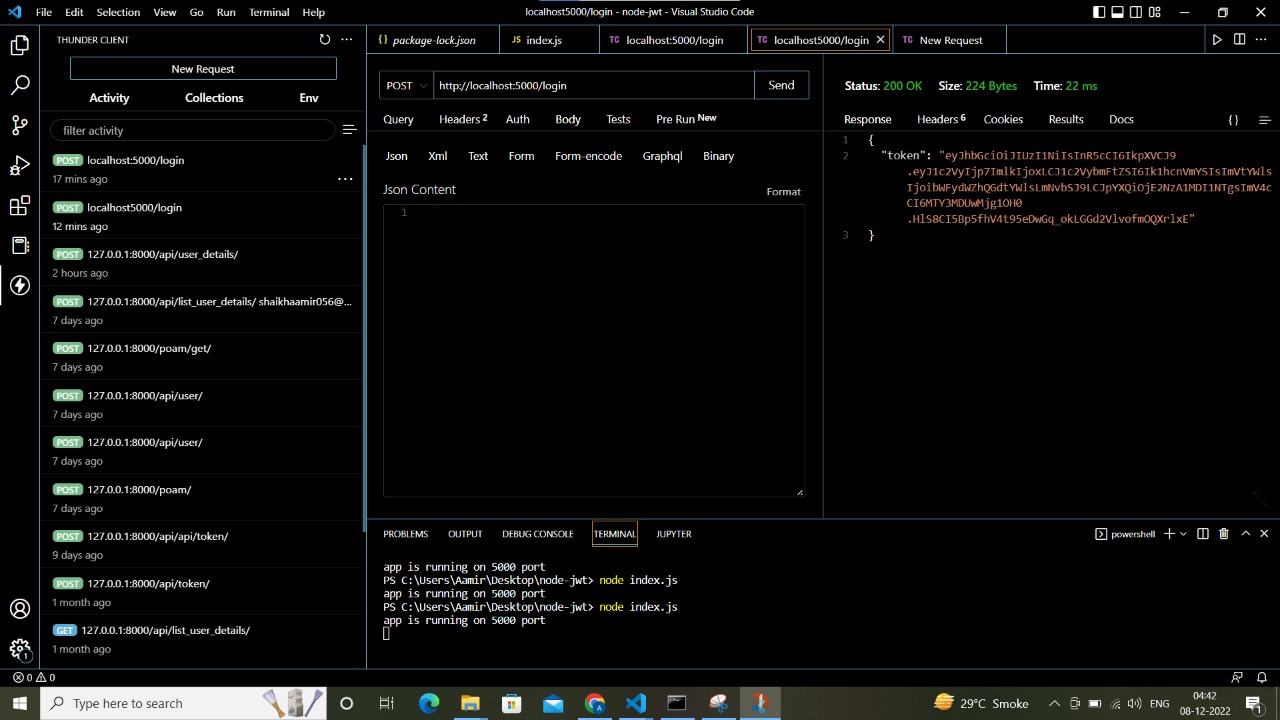 File Edit Selection View Go Run Terminal Help
localhost5000/login - node-jwt - Visual Studio Code
THUNDER CLIENT
New Request
Activity Collections Env
filter activity
POST localhost:5000/login
17 mins ago
POST localhost5000/login
12 mins ago
POST 127.0.0.1:8000/api/user_details/
2 hours ago
POST 127.0.0.1:8000/api/list_user_details/ shaikhaamir056@...
7 days ago
POST 127.0.0.1:8000/poam/get/
7 days ago
POST 127.0.0.1:8000/api/user/
7 days ago
POST 127.0.0.1:8000/api/user/
7 days ago
POST 127.0.0.1:8000/poam/
7 days ago
POST 127.0.0.1:8000/api/api/token/
9 days ago
POST 127.0.0.1:8000/api/token/
1 month ago
GET 127.0.0.1:8000/api/list_user_details/
1 month ago
{} package-lock.json JS index.js TC localhost:5000/login TC localhost5000/login TC New Request
POST http://localhost:5000/login Send
Query Headers 2 Auth Body Tests Pre Run New
Json Xml Text Form Form-encode Graphql Binary
Json Content Format
1
Status: 200 OK Size: 224 Bytes Time: 22 ms
Response Headers 6 Cookies Results Docs {}
1 {
2 "token": "eyJhbGciOiJIUzI1NiIsInR5cCI6IkpXVCJ9
.eyJ1c2VyIjp7ImlkIjoxLCJ1c2VybmFtZSI6Ik1hcnVmYSIsImVtYWls
IjoibWFydWZhQGdtYWlsLmNvbSJ9LCJpYXQiOjE2NzA1MDI1NTgsImV4c
CI6MTY3MDUwMjg1OH0
.HlS8CI5Bp5fhV4t95eDwGq_okLGGd2VlvofmOQXrlxE"
3 }
PROBLEMS OUTPUT DEBUG CONSOLE TERMINAL JUPYTER
powershell
app is running on 5000 port
PS C:\Users\Aamir\Desktop\node-jwt> node index.js
app is running on 5000 port
PS C:\Users\Aamir\Desktop\node-jwt> node index.js
app is running on 5000 port
0 0
1
Type here to search
29°C Smoke
ENG
04:42
08-12-2022
1